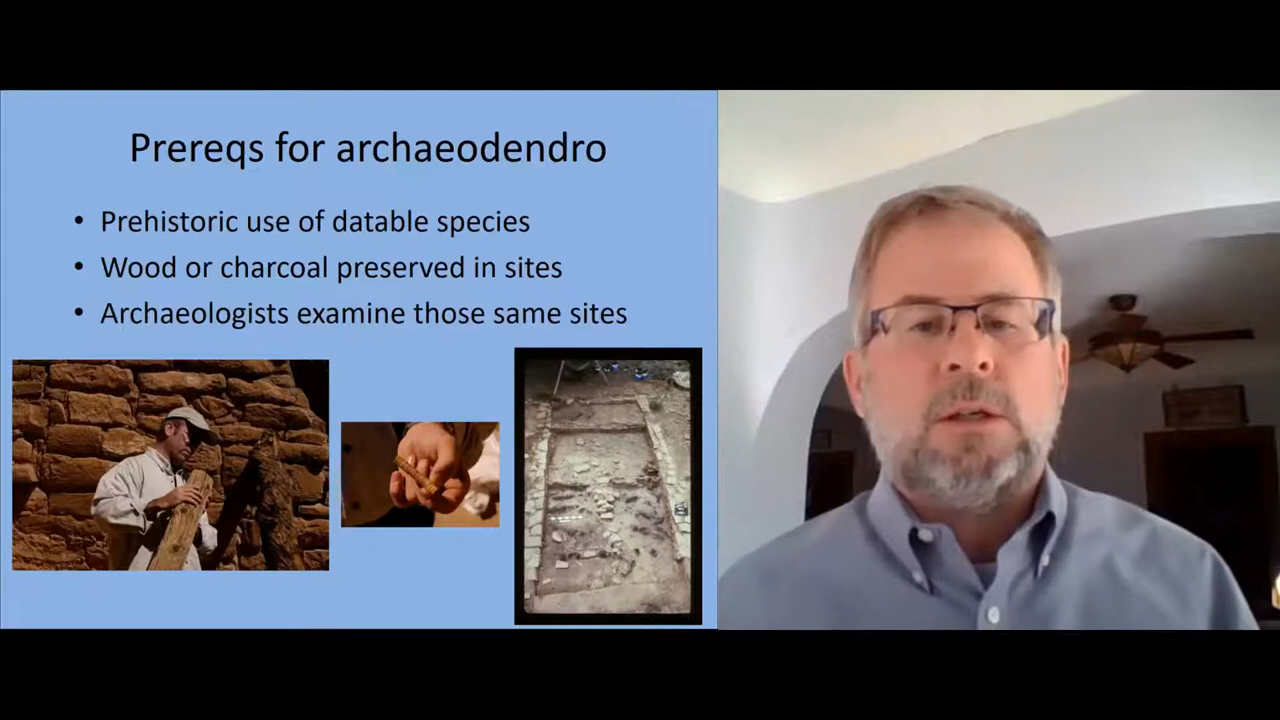 Prereqs for archaeodendro
• Prehistoric use of datable species
• Wood or charcoal preserved in sites
• Archaeologists examine those same sites